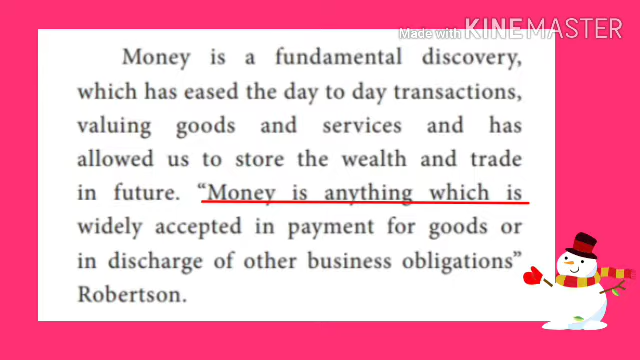 Made with KINEMASTER
Money is a fundamental discovery,
which has eased the day to day transactions,
valuing goods and services and has
allowed us to store the wealth and trade
in future. “Money is anything which is
widely accepted in payment for goods or
in discharge of other business obligations”
Robertson.